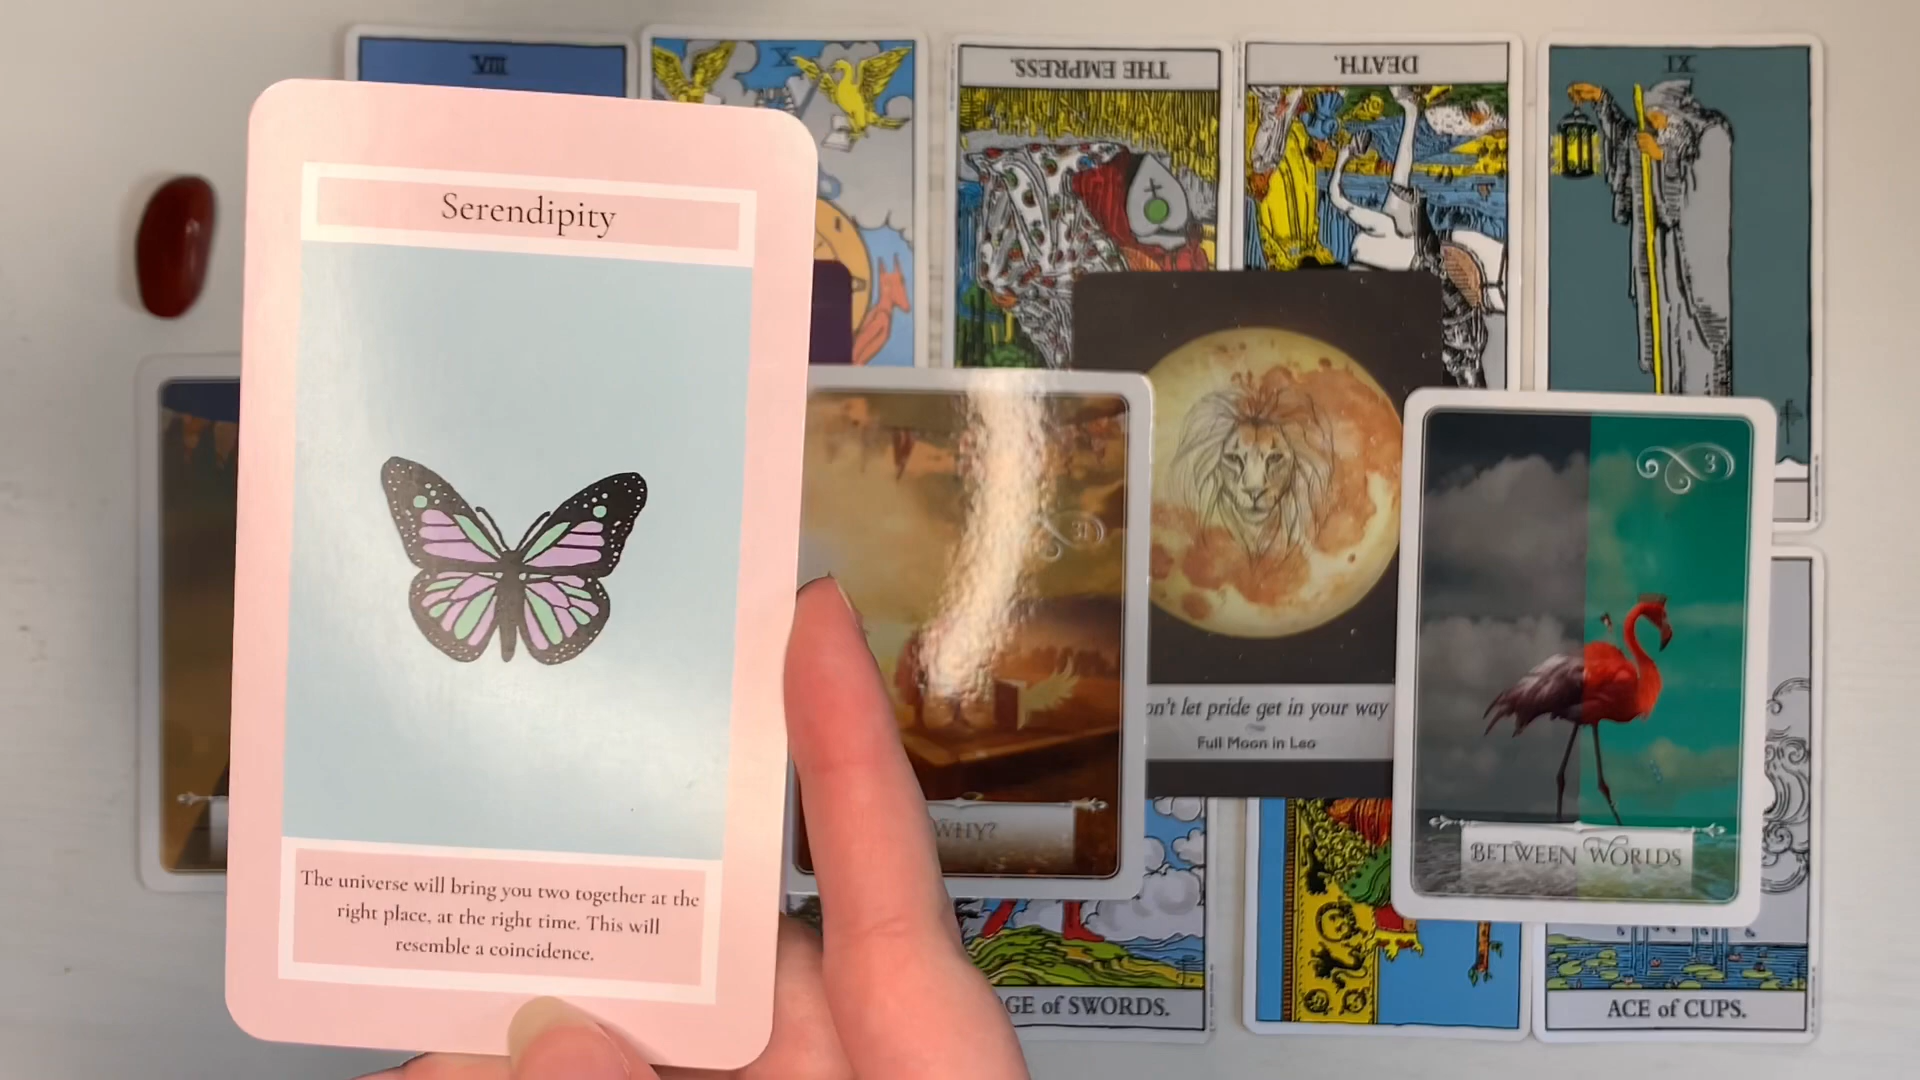 VIII
X
THE EMPRESS.
DEATH.
IX
Serendipity
The universe will bring you two together at the
right place, at the right time. This will
resemble a coincidence.
WHY?
on't let pride get in your way
Full Moon in Leo
3
BETWEEN WORLDS
GE of SWORDS.
ACE of CUPS.